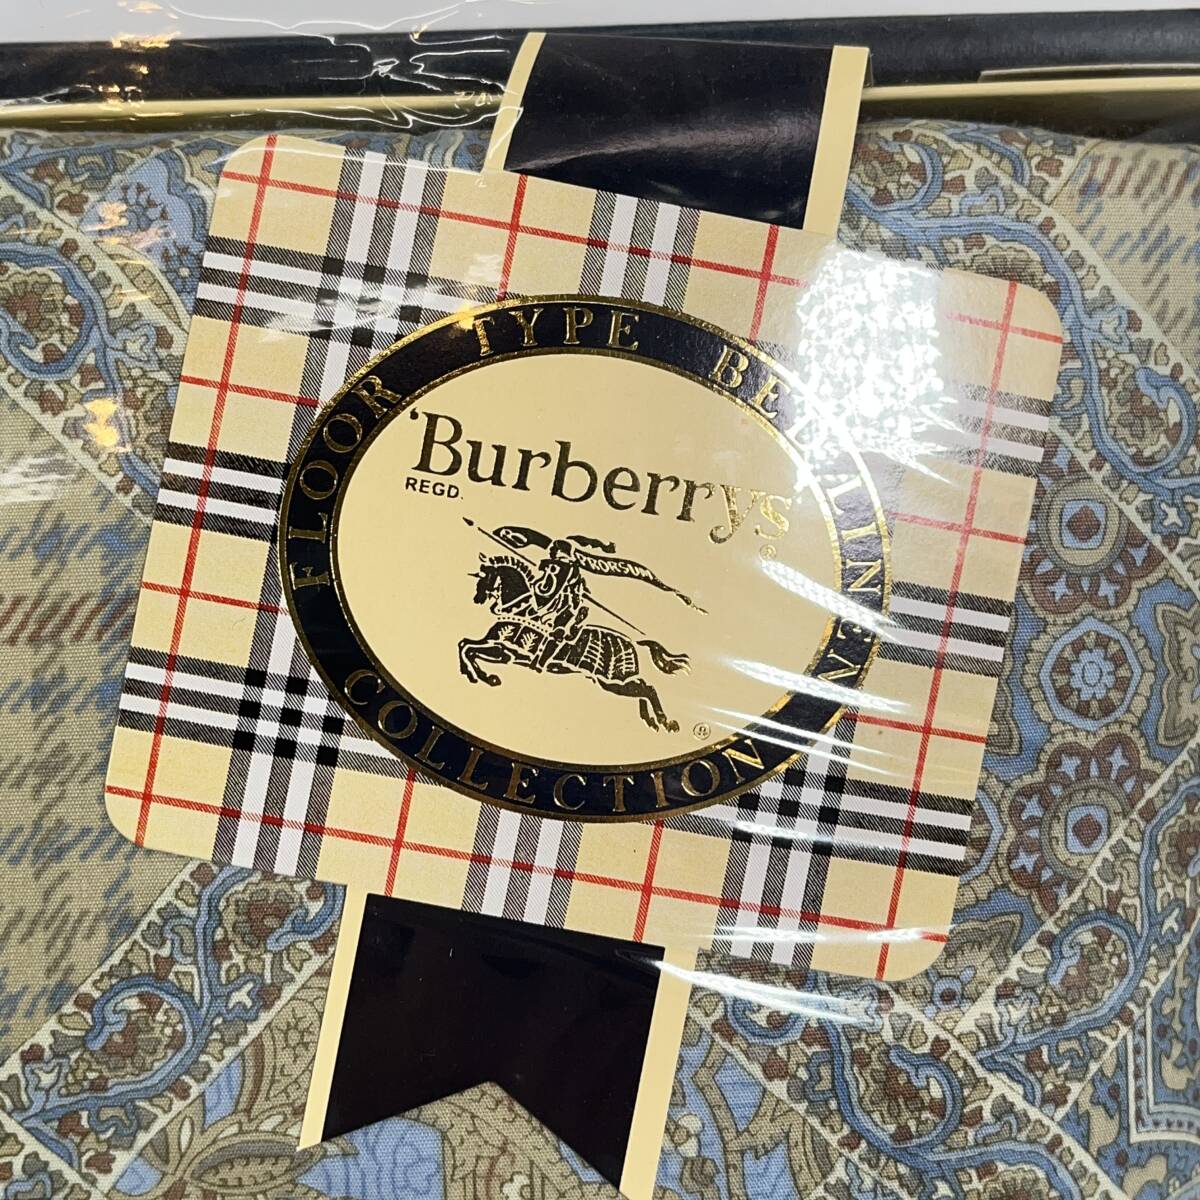 FLOOR TYPE BED LINEN
'Burberrys
REGD.
®
PRORSUM
B
®
COLLECTION